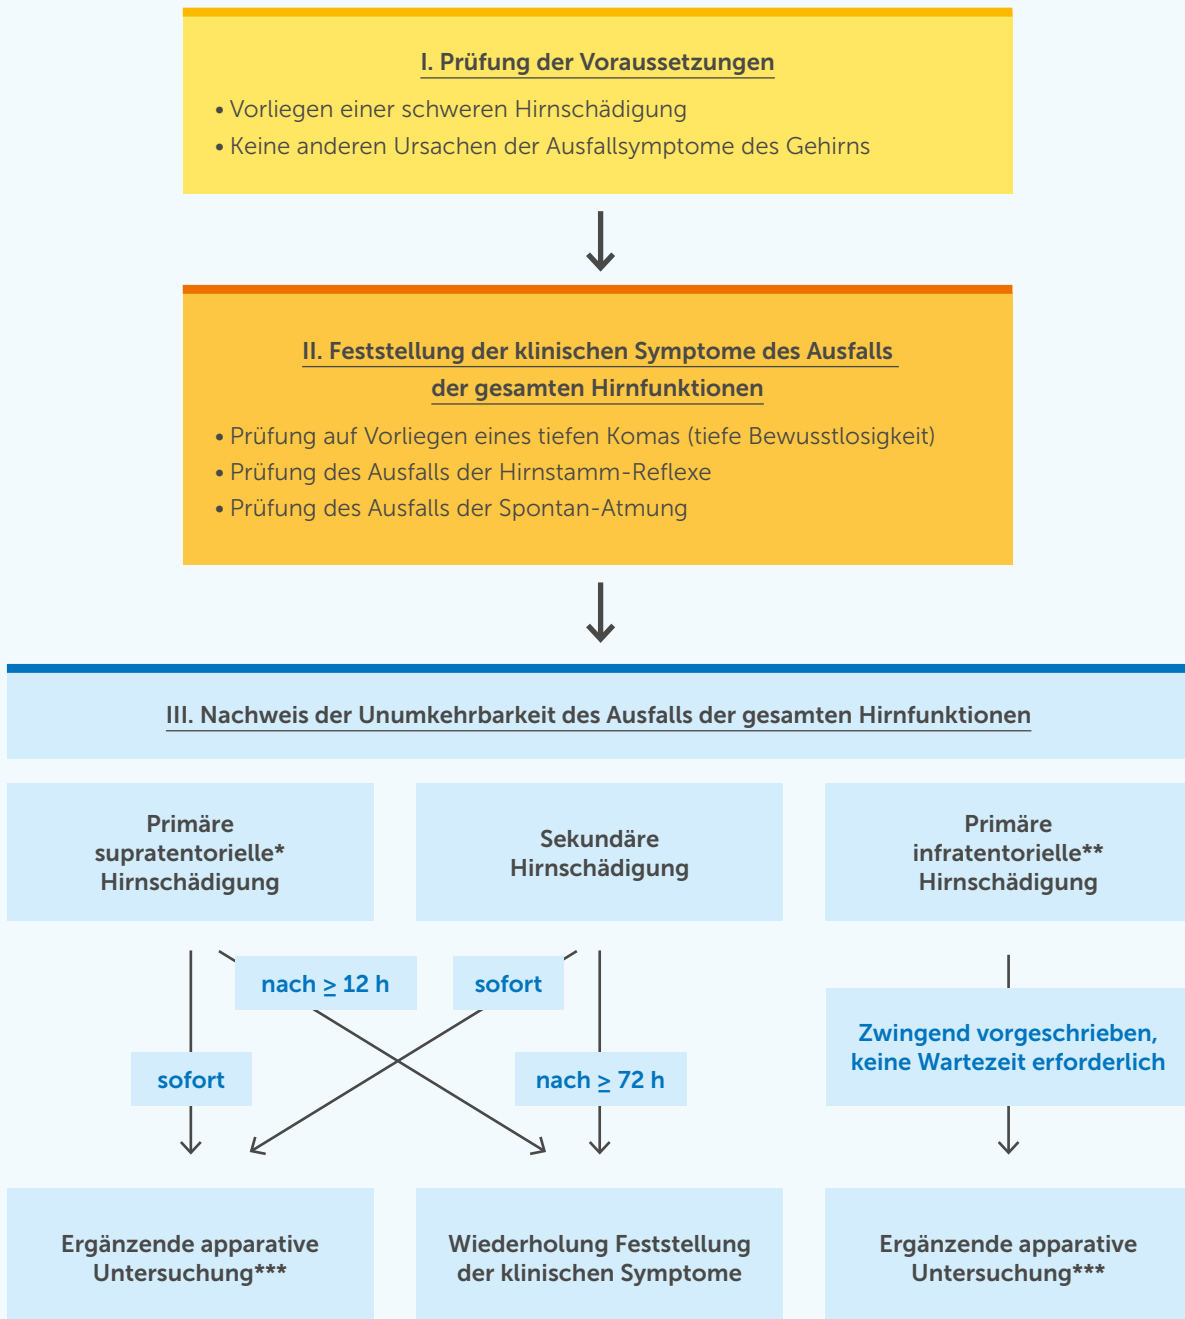 I. Prüfung der Voraussetzungen
• Vorliegen einer schweren Hirnschädigung
• Keine anderen Ursachen der Ausfallsymptome des Gehirns
II. Feststellung der klinischen Symptome des Ausfalls
der gesamten Hirnfunktionen
• Prüfung auf Vorliegen eines tiefen Komas (tiefe Bewusstlosigkeit)
• Prüfung des Ausfalls der Hirnstamm-Reflexe
• Prüfung des Ausfalls der Spontan-Atmung
III. Nachweis der Unumkehrbarkeit des Ausfalls der gesamten Hirnfunktionen
Primäre
supratentorielle*
Hirnschädigung
Sekundäre
Hirnschädigung
Primäre
infratentorielle**
Hirnschädigung
nach ≥ 12 h
sofort
sofort
nach ≥ 72 h
Zwingend vorgeschrieben,
keine Wartezeit erforderlich
Ergänzende apparative
Untersuchung***
Wiederholung Feststellung
der klinischen Symptome
Ergänzende apparative
Untersuchung***